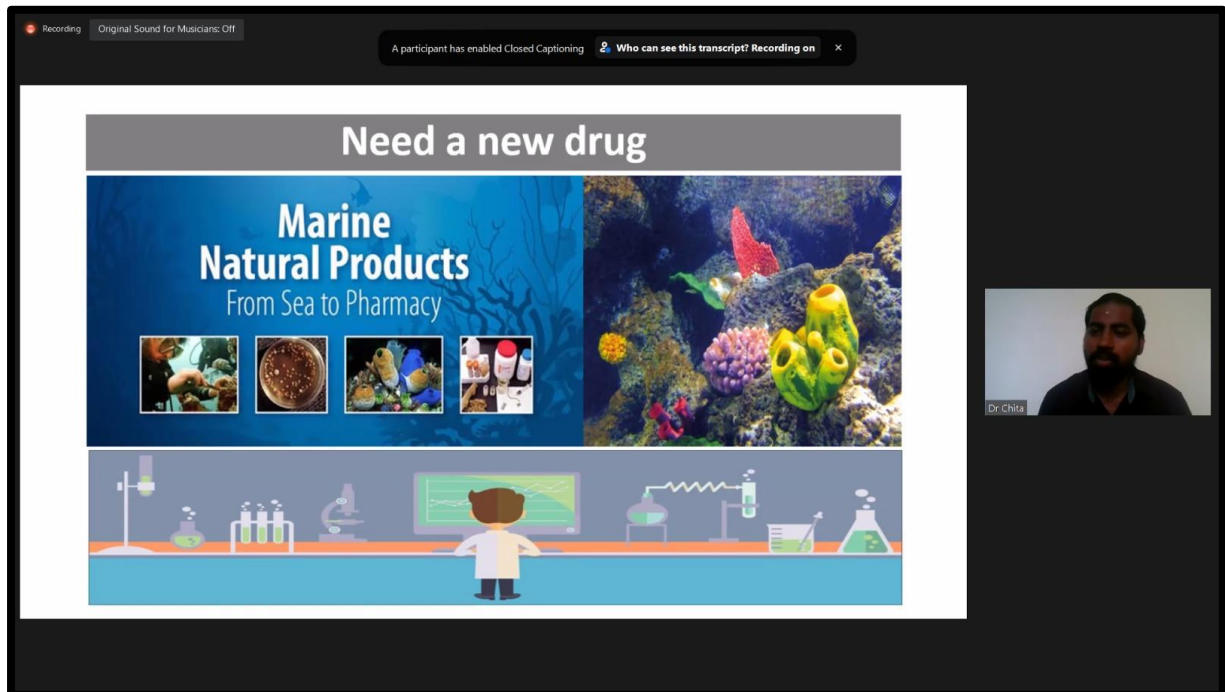 Recording
Original Sound for Musicians: Off
A participant has enabled Closed Captioning
Who can see this transcript? Recording on
Need a new drug
Marine
Natural Products
From Sea to Pharmacy
Dr Chita